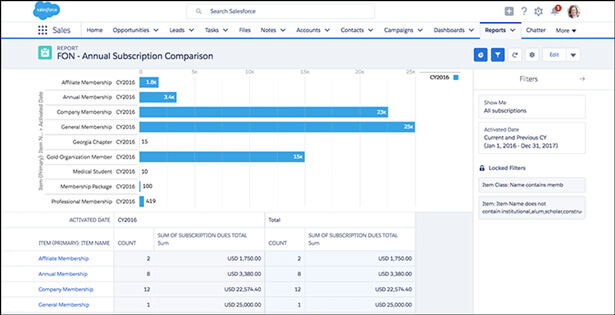 salesforce
Search Salesforce
Sales Home Opportunities Leads Tasks Files Notes Accounts Contacts Campaigns Dashboards Reports Chatter More
REPORT
FON - Annual Subscription Comparison
Edit
0 5k 10k 15k 20k 25k
CY2016
Item (Primary): Item N... > Activated Date
Affiliate Membership CY2016 1.8k
Annual Membership CY2016 3.4k
Company Membership CY2016 23k
General Membership CY2016 25k
Georgia Chapter CY2016 15
Gold Organization Member CY2016 15k
Medical Student CY2016 10
Membership Package CY2016 100
Professional Membership CY2016 419
Filters
Show Me
All subscriptions
Activated Date
Current and Previous CY
(Jan 1, 2016 - Dec 31, 2017)
Locked Filters
Item Class: Name contains memb
Item: Item Name does not
contain institutional,alum,scholar,constru
ACTIVATED DATE CY2016 Total
ITEM (PRIMARY): ITEM NAME COUNT SUM OF SUBSCRIPTION DUES TOTAL Sum COUNT SUM OF SUBSCRIPTION DUES TOTAL Sum
Affiliate Membership 2 USD 1,750.00 2 USD 1,750.00
Annual Membership 8 USD 3,380.00 8 USD 3,380.00
Company Membership 12 USD 22,574.40 12 USD 22,574.40
General Membership 1 USD 25,000.00 1 USD 25,000.00